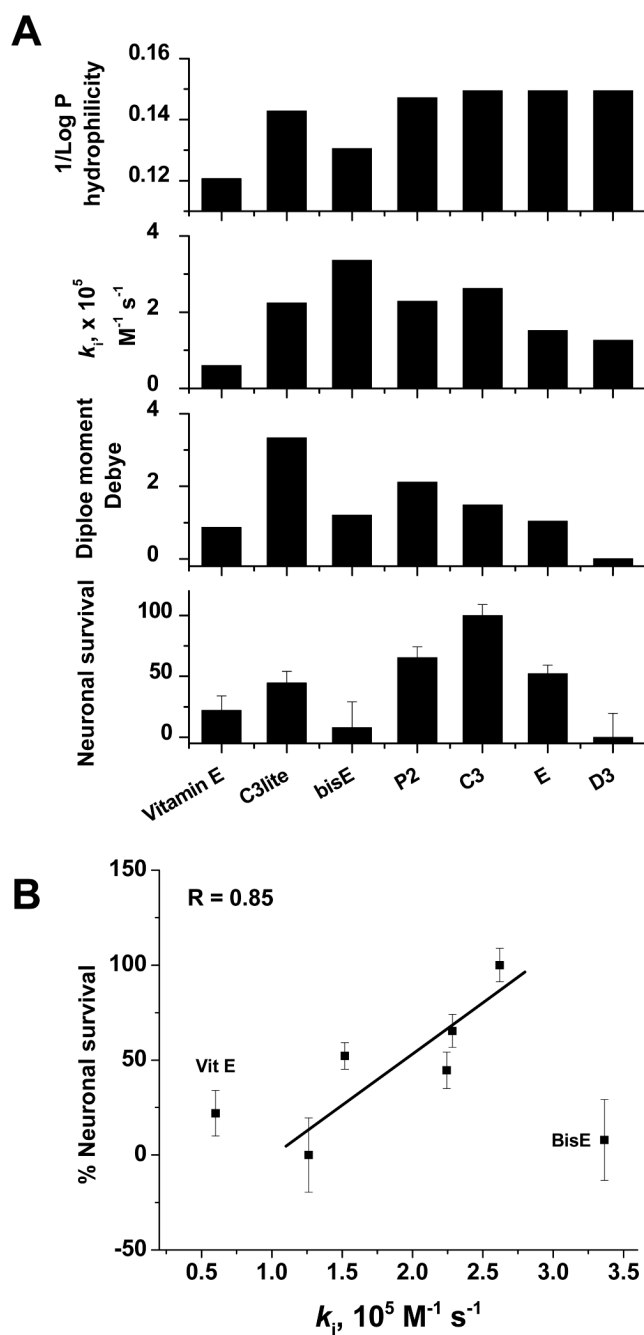 A
1/Log P
hydrophilicity
0.16
0.14
0.12
k_i, x 10^5
M^-1 s^-1
4
2
0
Diploe moment
Debye
4
2
0
Neuronal survival
100
50
0
Vitamin E
C3lite
bisE
P2
C3
E
D3
B
R = 0.85
% Neuronal survival
150
100
50
0
-50
Vit E
BisE
0.5
1.0
1.5
2.0
2.5
3.0
3.5
k_i, 10^5 M^-1 s^-1